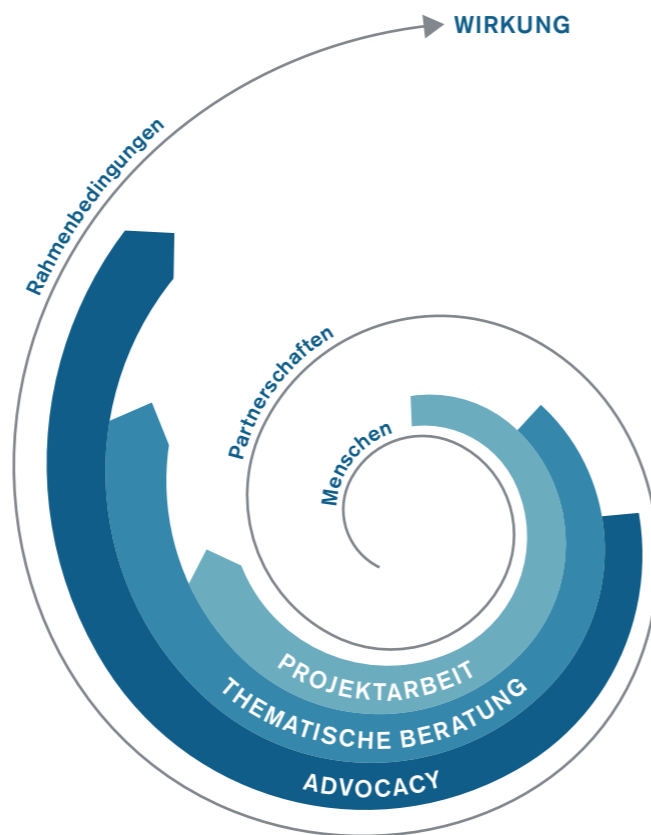 WIRKUNG
Rahmenbedingungen
Partnerschaften
Menschen
PROJEKTARBEIT
THEMATISCHE BERATUNG
ADVOCACY